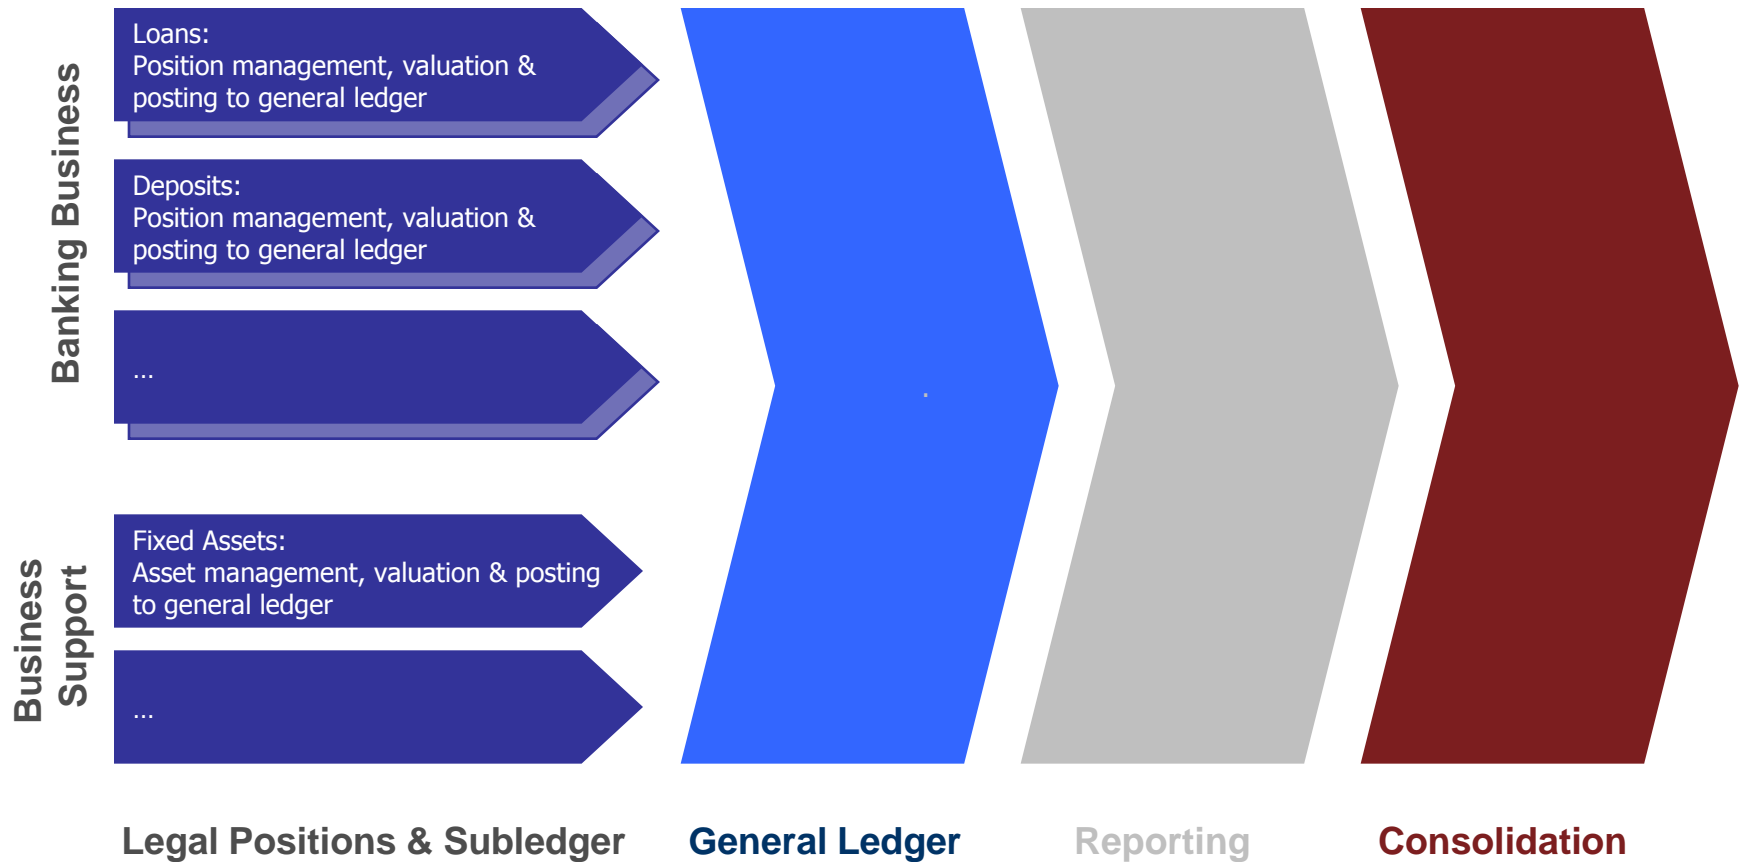 Banking Business
Loans:
Position management, valuation &
posting to general ledger
Deposits:
Position management, valuation &
posting to general ledger
...
Business
Support
Fixed Assets:
Asset management, valuation & posting
to general ledger
...
.
Legal Positions & Subledger
General Ledger
Reporting
Consolidation